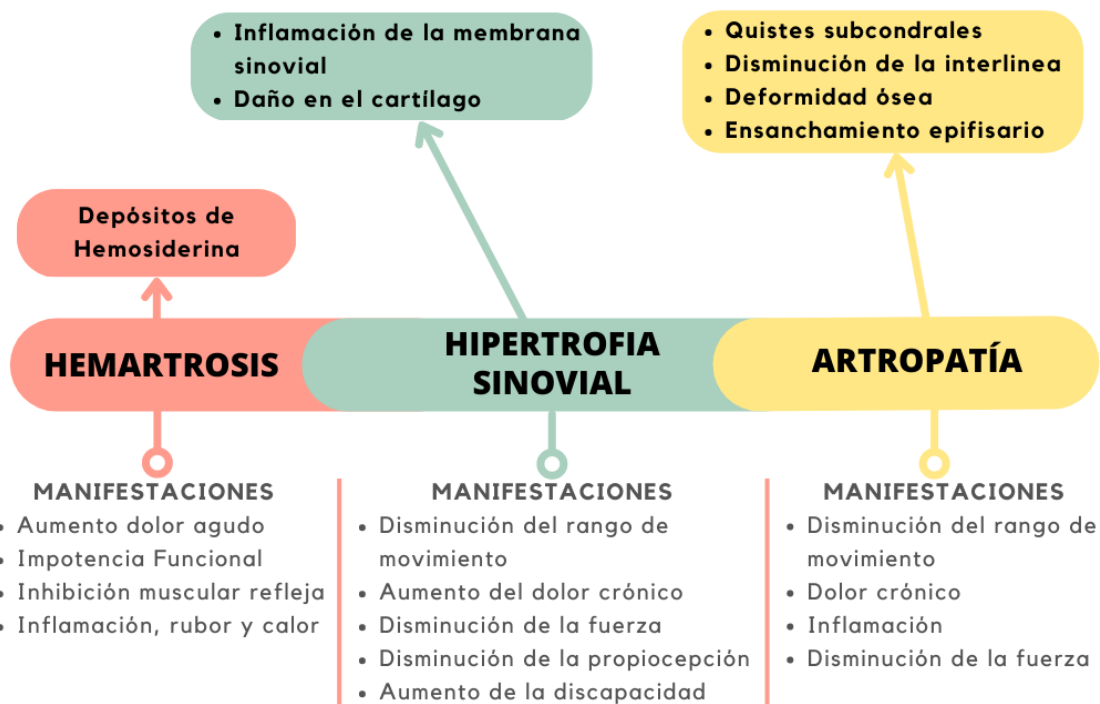 • Inflamación de la membrana
sinovial
• Daño en el cartílago
• Quistes subcondrales
• Disminución de la interlinea
• Deformidad ósea
• Ensanchamiento epifisario
Depósitos de
Hemosiderina
HEMARTROSIS
HIPERTROFIA
SINOVIAL
ARTROPATÍA
MANIFESTACIONES
• Aumento dolor agudo
• Impotencia Funcional
• Inhibición muscular refleja
• Inflamación, rubor y calor
MANIFESTACIONES
• Disminución del rango de
movimiento
• Aumento del dolor crónico
• Disminución de la fuerza
• Disminución de la propiocepción
• Aumento de la discapacidad
MANIFESTACIONES
• Disminución del rango de
movimiento
• Dolor crónico
• Inflamación
• Disminución de la fuerza